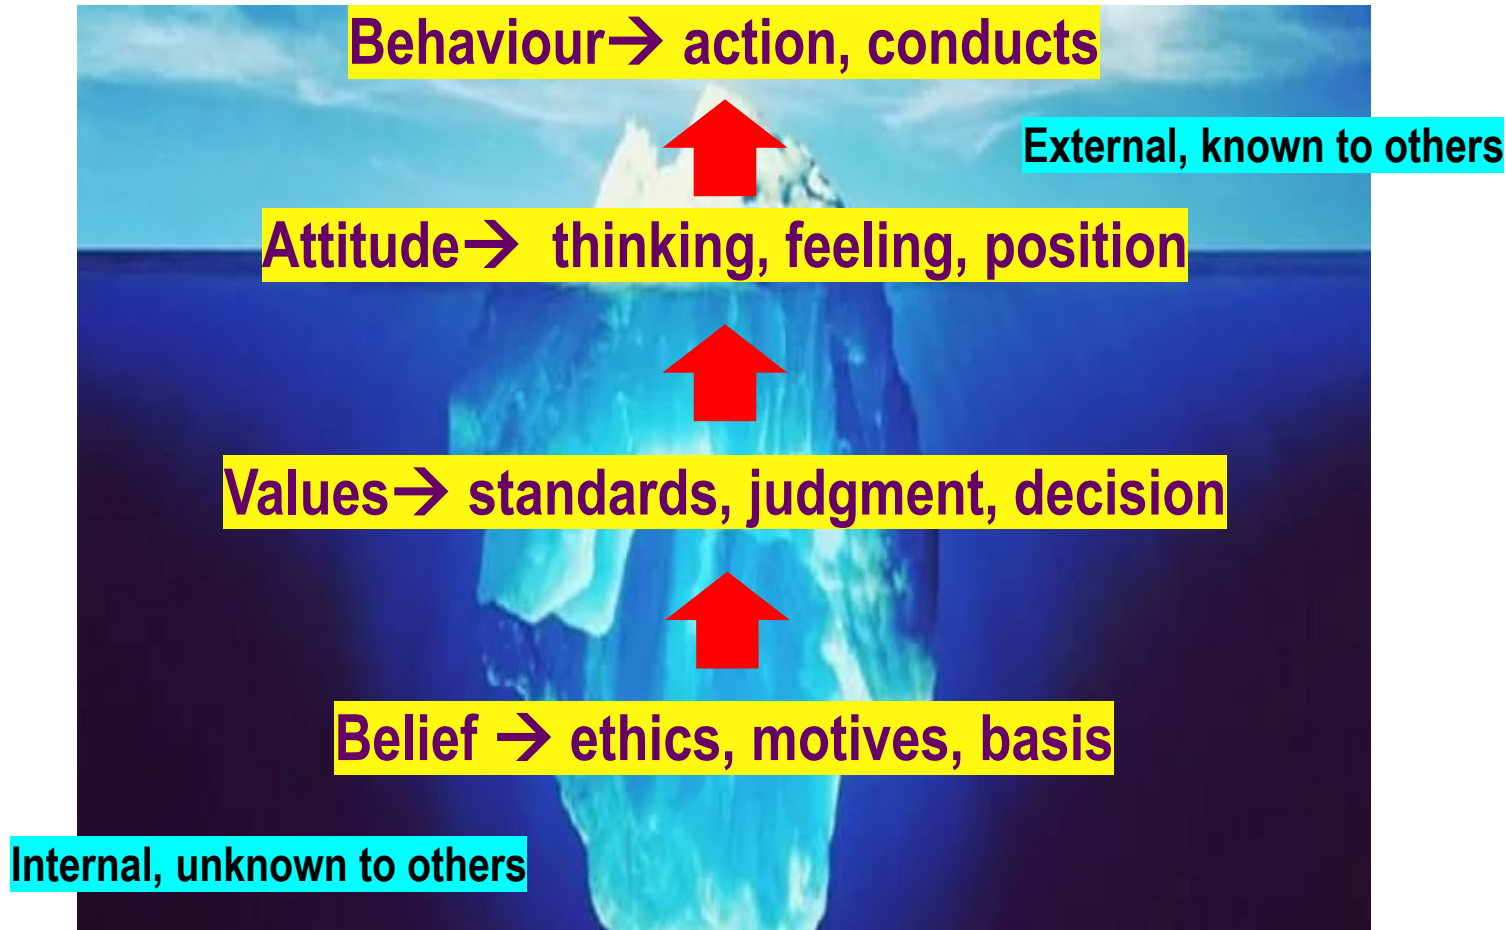 Behaviour→ action, conducts
External, known to others
Attitude→ thinking, feeling, position
Values→ standards, judgment, decision
Belief → ethics, motives, basis
Internal, unknown to others